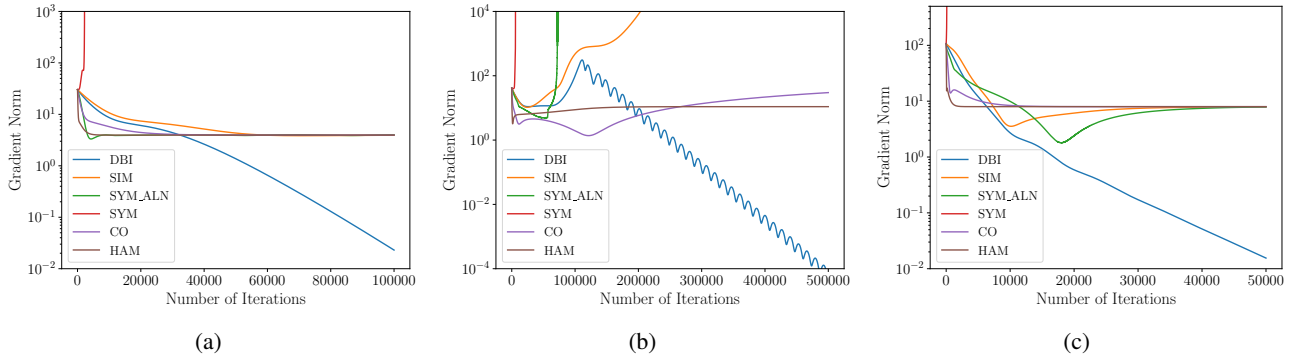 10^3
10^2
10^1
10^0
10^{-1}
10^{-2}
Gradient Norm
DBI
SIM
SYM_ALN
SYM
CO
HAM
0 20000 40000 60000 80000 100000
Number of Iterations
(a)
10^4
10^2
10^0
10^{-2}
10^{-4}
Gradient Norm
DBI
SIM
SYM_ALN
SYM
CO
HAM
0 100000 200000 300000 400000 500000
Number of Iterations
(b)
10^2
10^1
10^0
10^{-1}
10^{-2}
Gradient Norm
DBI
SIM
SYM_ALN
SYM
CO
HAM
0 10000 20000 30000 40000 50000
Number of Iterations
(c)